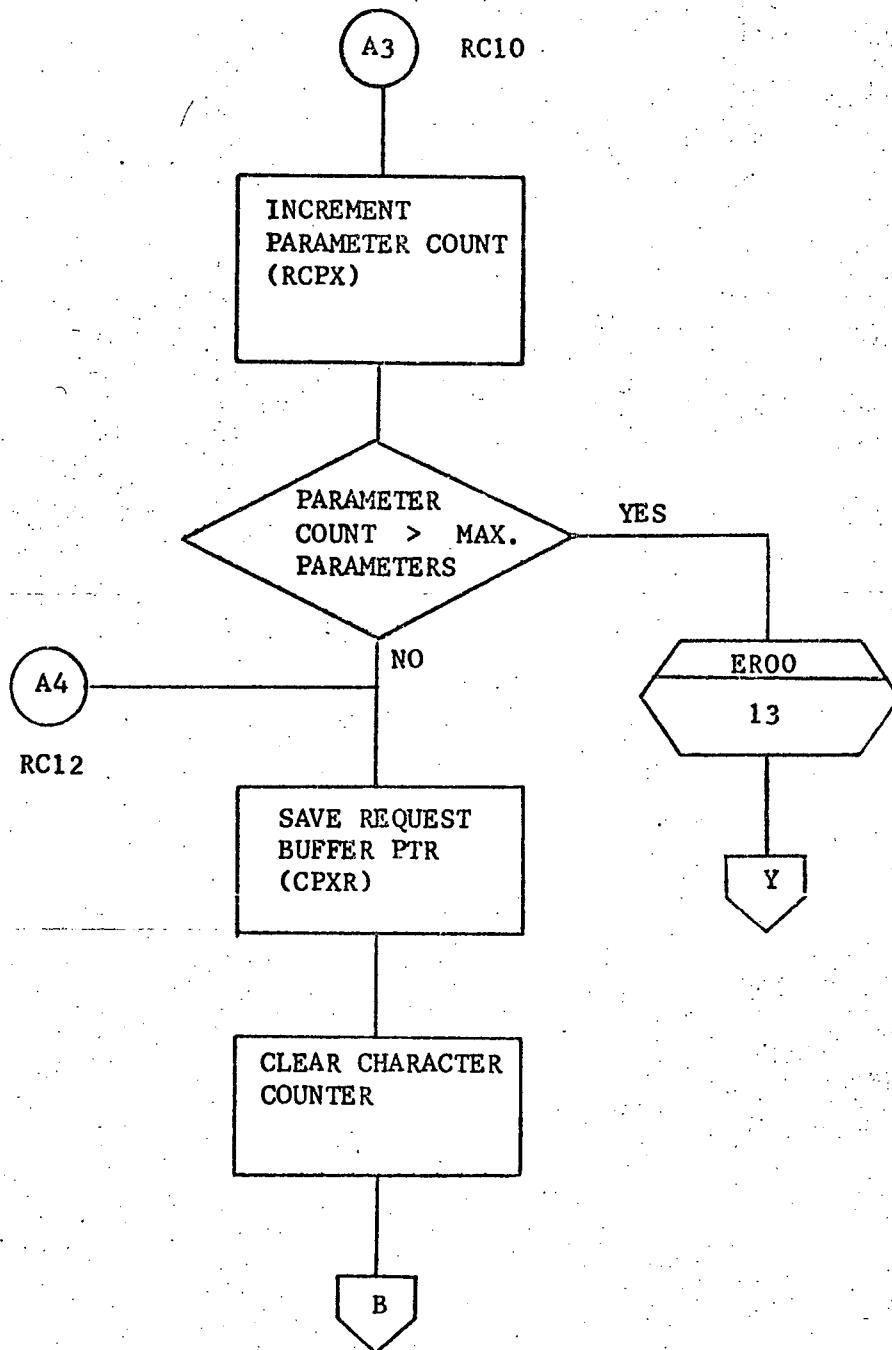 A3 RC10
INCREMENT
PARAMETER COUNT
(RCPX)
PARAMETER
COUNT > MAX.
PARAMETERS
YES
NO
A4
RC12
ER00
13
SAVE REQUEST
BUFFER PTR
(CPXR)
Y
CLEAR CHARACTER
COUNTER
B